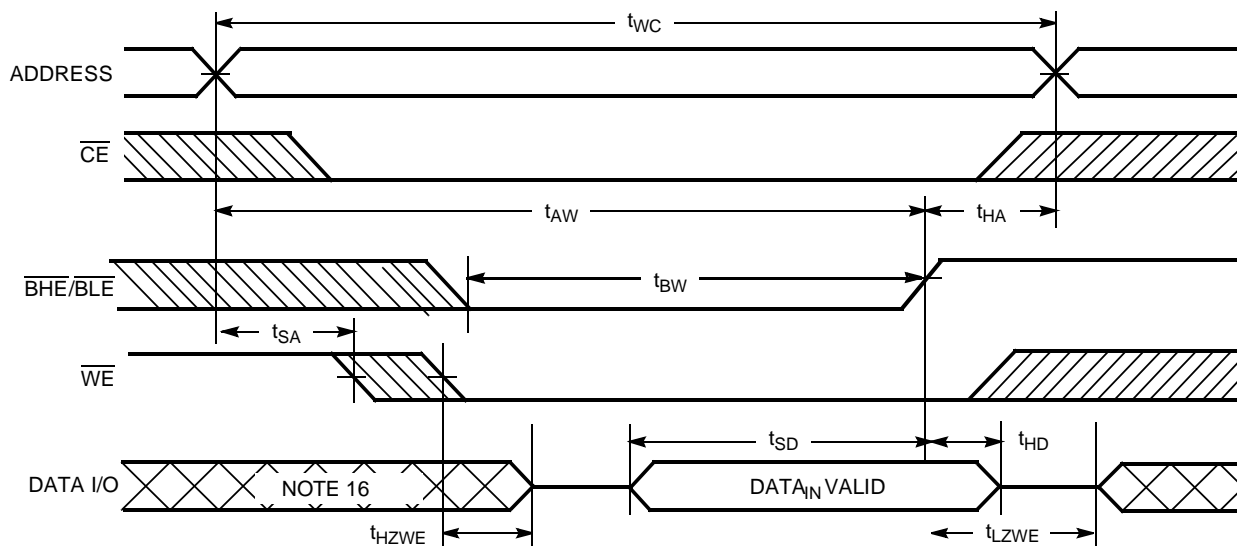 tWC
ADDRESS
CE
tAW
tHA
BHE/BLE
tBW
tSA
WE
tSD
tHD
DATA I/O
NOTE 16
DATAIN VALID
tHZWE
tLZWE